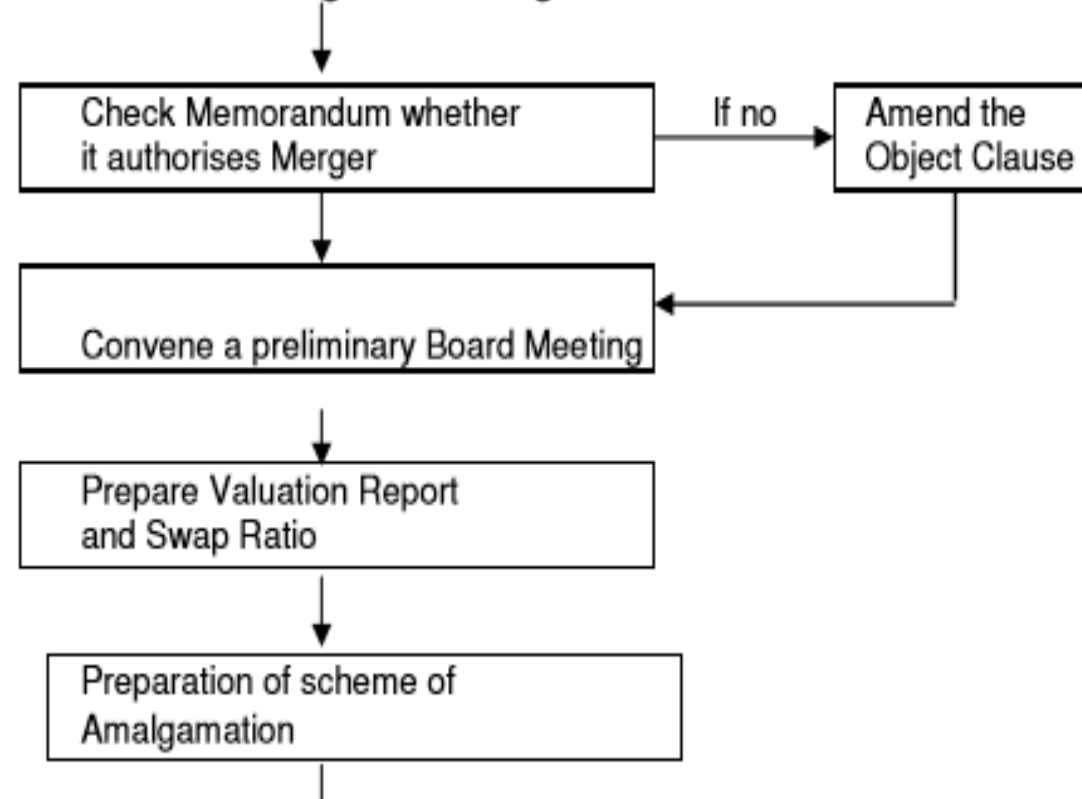 Check Memorandum whether
it authorises Merger
If no
Amend the
Object Clause
Convene a preliminary Board Meeting
Prepare Valuation Report
and Swap Ratio
Preparation of scheme of
Amalgamation